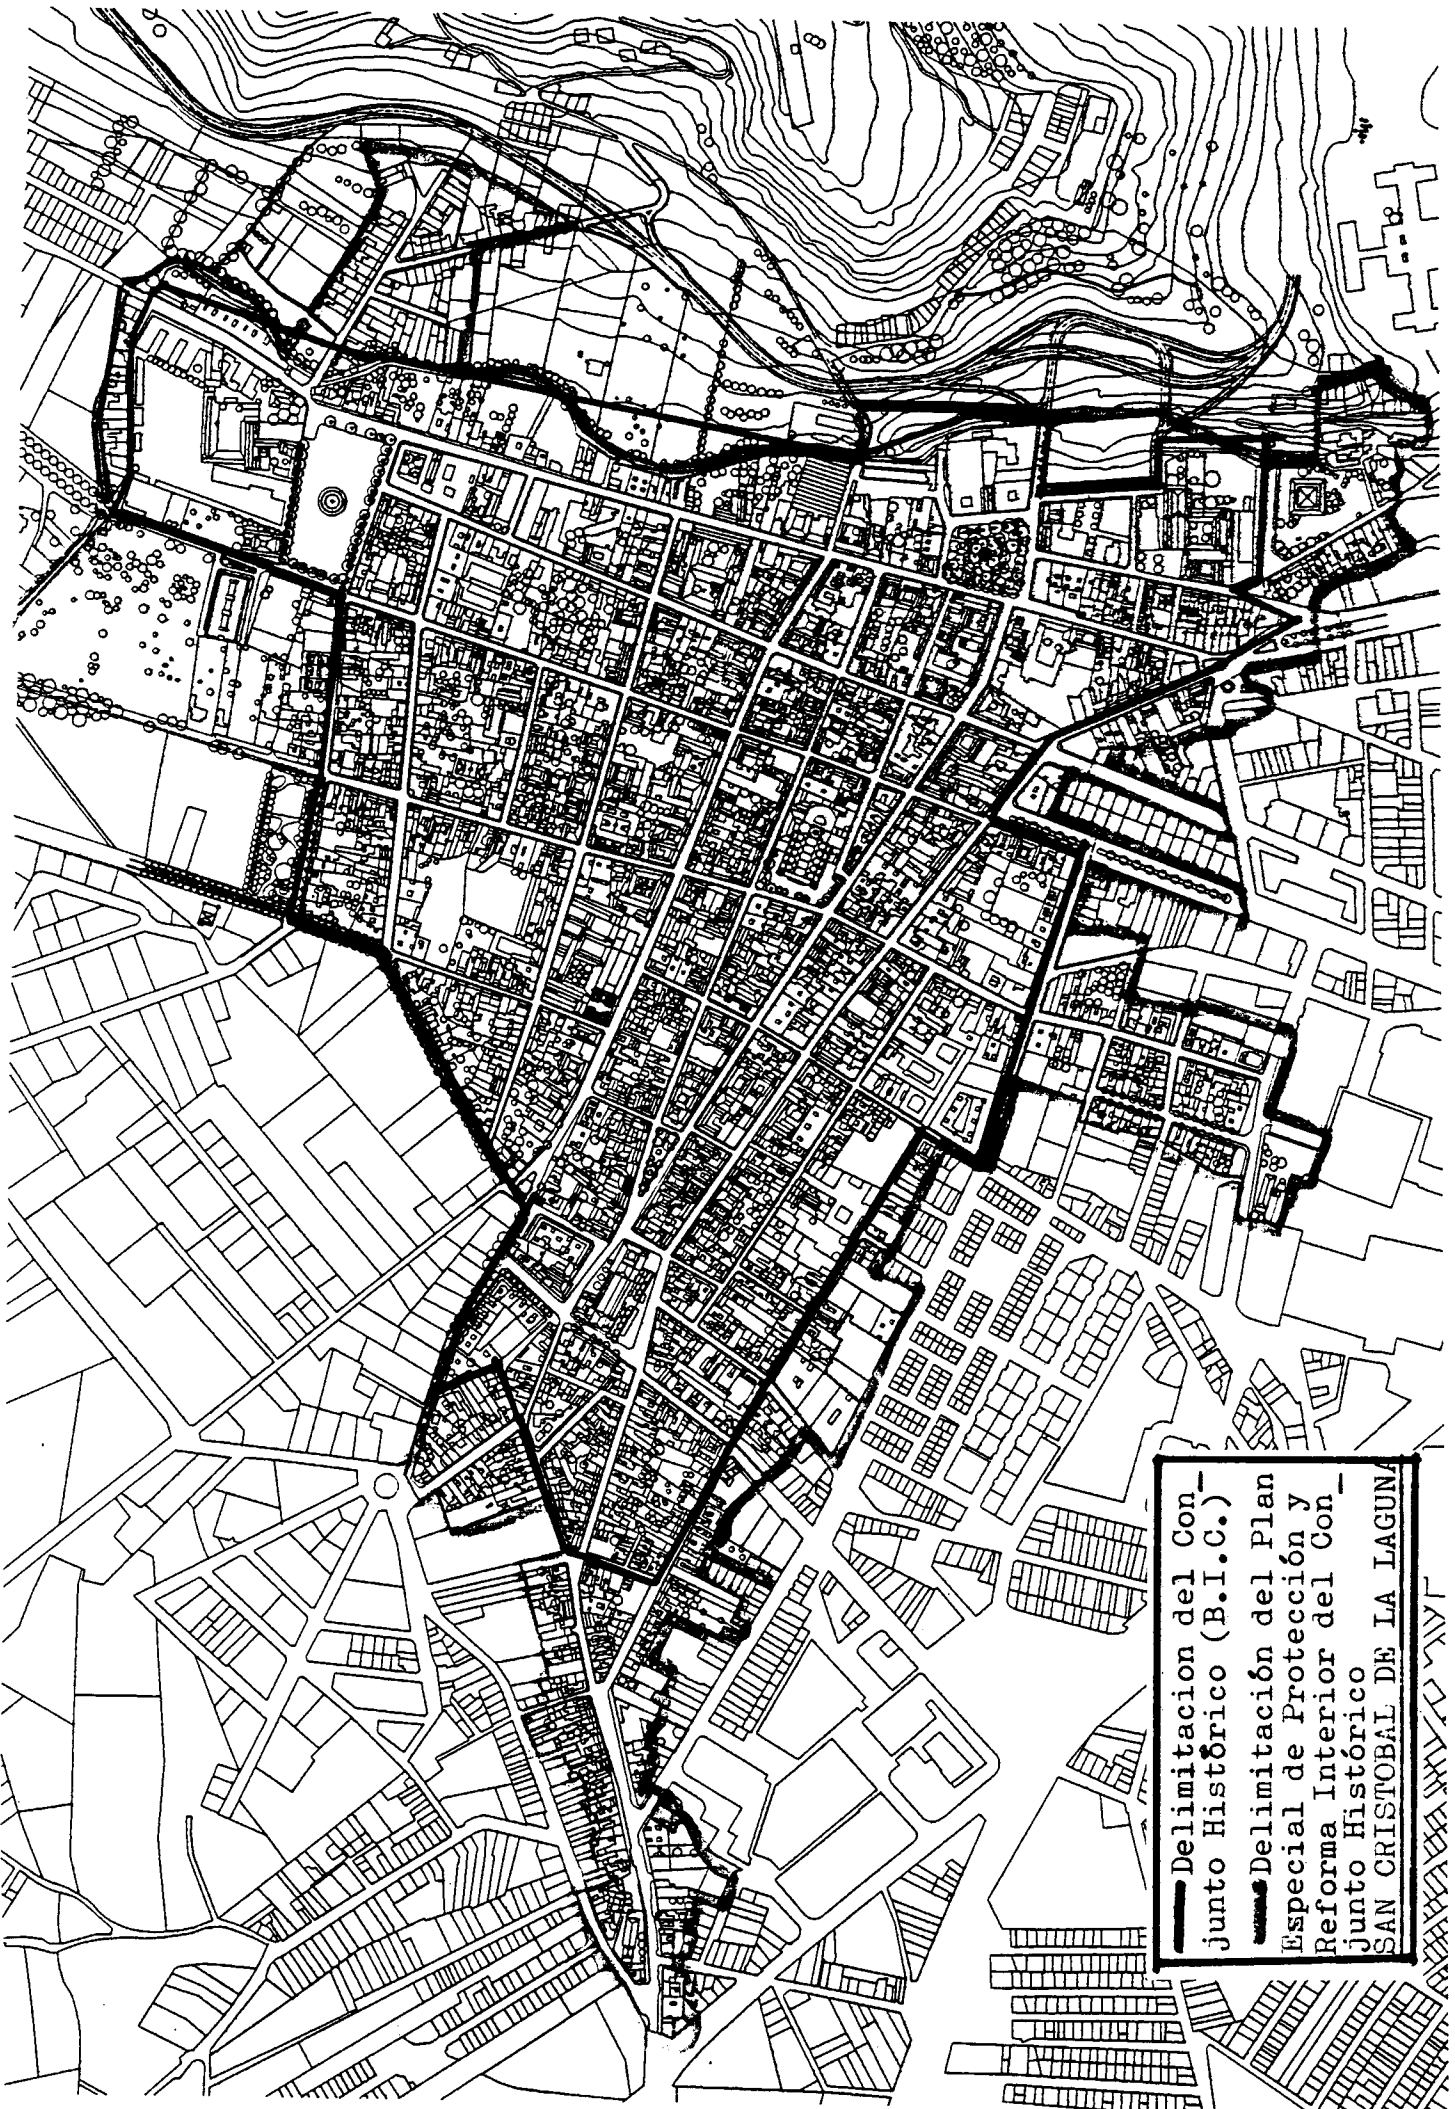 Delimitacion del Con_
junto Histórico (B.I.C.)
Delimitación del Plan
Especial de Protección y
Reforma Interior del Con_
junto Histórico
SAN CRISTOBAL DE LA LAGUNA